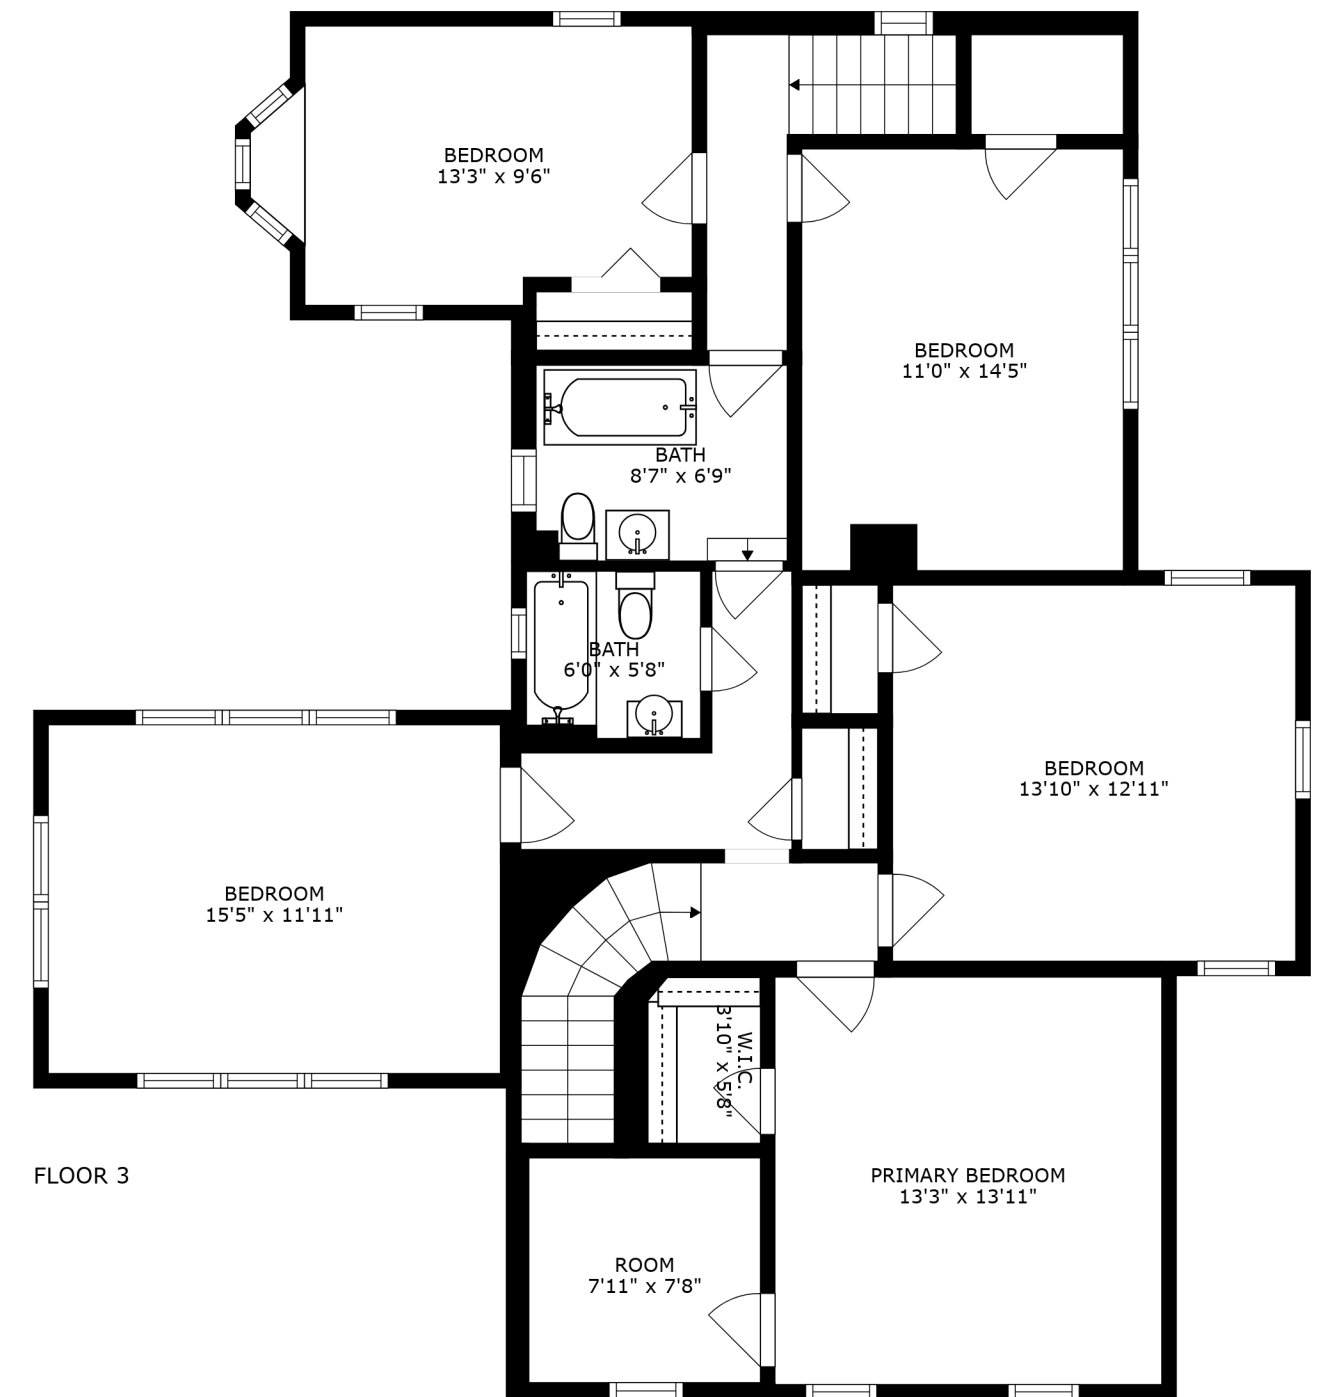 BEDROOM
13'3" x 9'6"
BEDROOM
11'0" x 14'5"
BATH
8'7" x 6'9"
BATH
6'0" x 5'8"
BEDROOM
13'10" x 12'11"
BEDROOM
15'5" x 11'11"
W.I.C.
3'10" x 5'8"
FLOOR 3
PRIMARY BEDROOM
13'3" x 13'11"
ROOM
7'11" x 7'8"